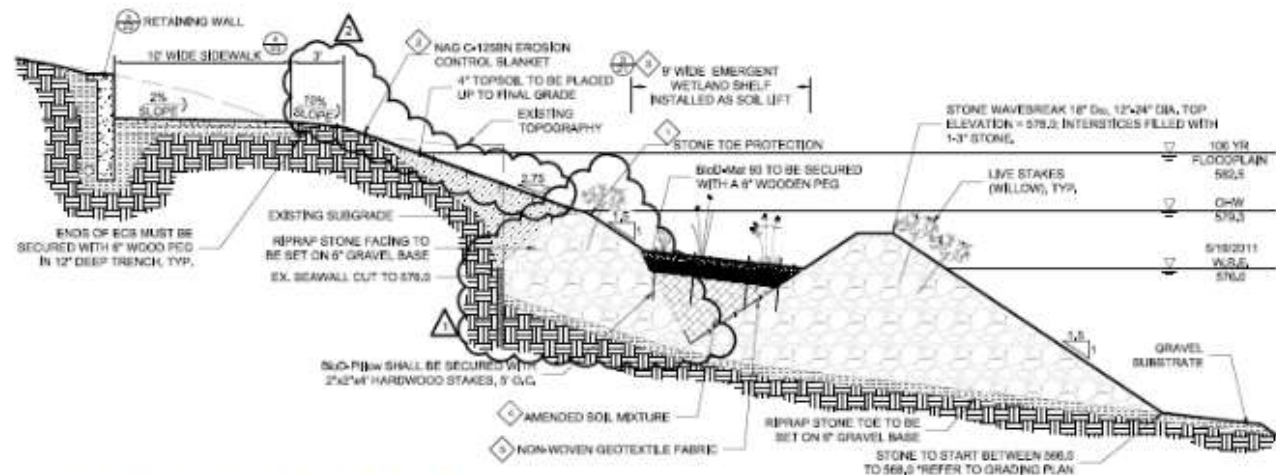 RETAINING WALL
10' WIDE SIDEWALK
3'
2
2%
SLOPE
10%
SLOPE
3
NAG C-125BN EROSION
CONTROL BLANKET
4" TOPSOIL TO BE PLACED
UP TO FINAL GRADE
EXISTING
TOPOGRAPHY
9' WIDE EMERGENT
WETLAND SHELF
INSTALLED AS SOIL LIFT
STONE TOE PROTECTION
BioD-Mat 90 TO BE SECURED
WITH A 6" WOODEN PEG
STONE WAVEBREAK 18" D50, 12"-24" DIA. TOP
INTERSTICES FILLED WITH
1-3" STONE.
LIVE STAKES
(WILLOW), TYP.
100 YR
FLOODPLAIN
OHW
5/19/2011
W.S.E.
576.0
2.75
1.5
1
EXISTING SUBGRADE
ENDS OF ECB MUST BE
SECURED WITH 6" WOOD PEG
IN 12" DEEP TRENCH, TYP.
RIPRAP STONE FACING TO
BE SET ON 6" GRAVEL BASE
EX. SEAWALL CUT TO 576.0
1
BioD-Pillow SHALL BE SECURED WITH
2"x2"x4' HARDWOOD STAKES, 5' O.C.
AMENDED SOIL MIXTURE
NON-WOVEN GEOTEXTILE FABRIC
1.5
1
GRAVEL
SUBSTRATE
RIPRAP STONE TOE TO BE
SET ON 6" GRAVEL BASE
STONE TO START BETWEEN 566.0
TO 568.0 *REFER TO GRADING PLAN